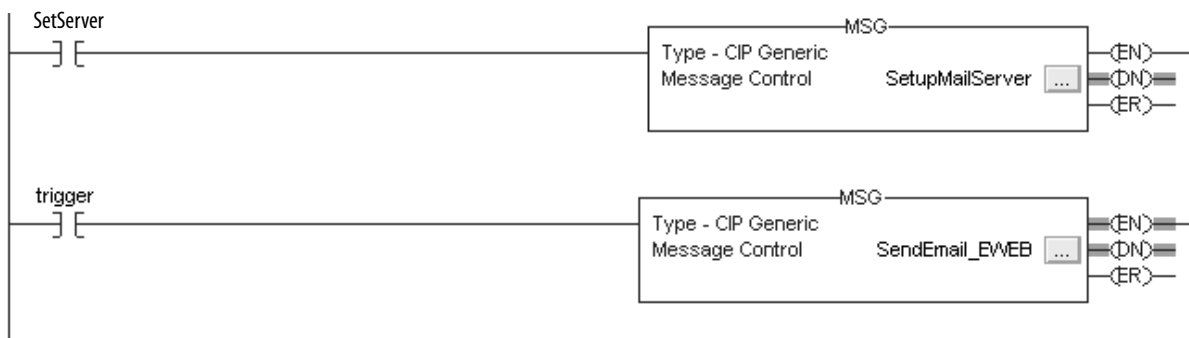 SetServer
MSG
Type - CIP Generic
Message Control SetupMailServer ...
EN
DN
ER
trigger
MSG
Type - CIP Generic
Message Control SendEmail_EWEB ...
EN
DN
ER